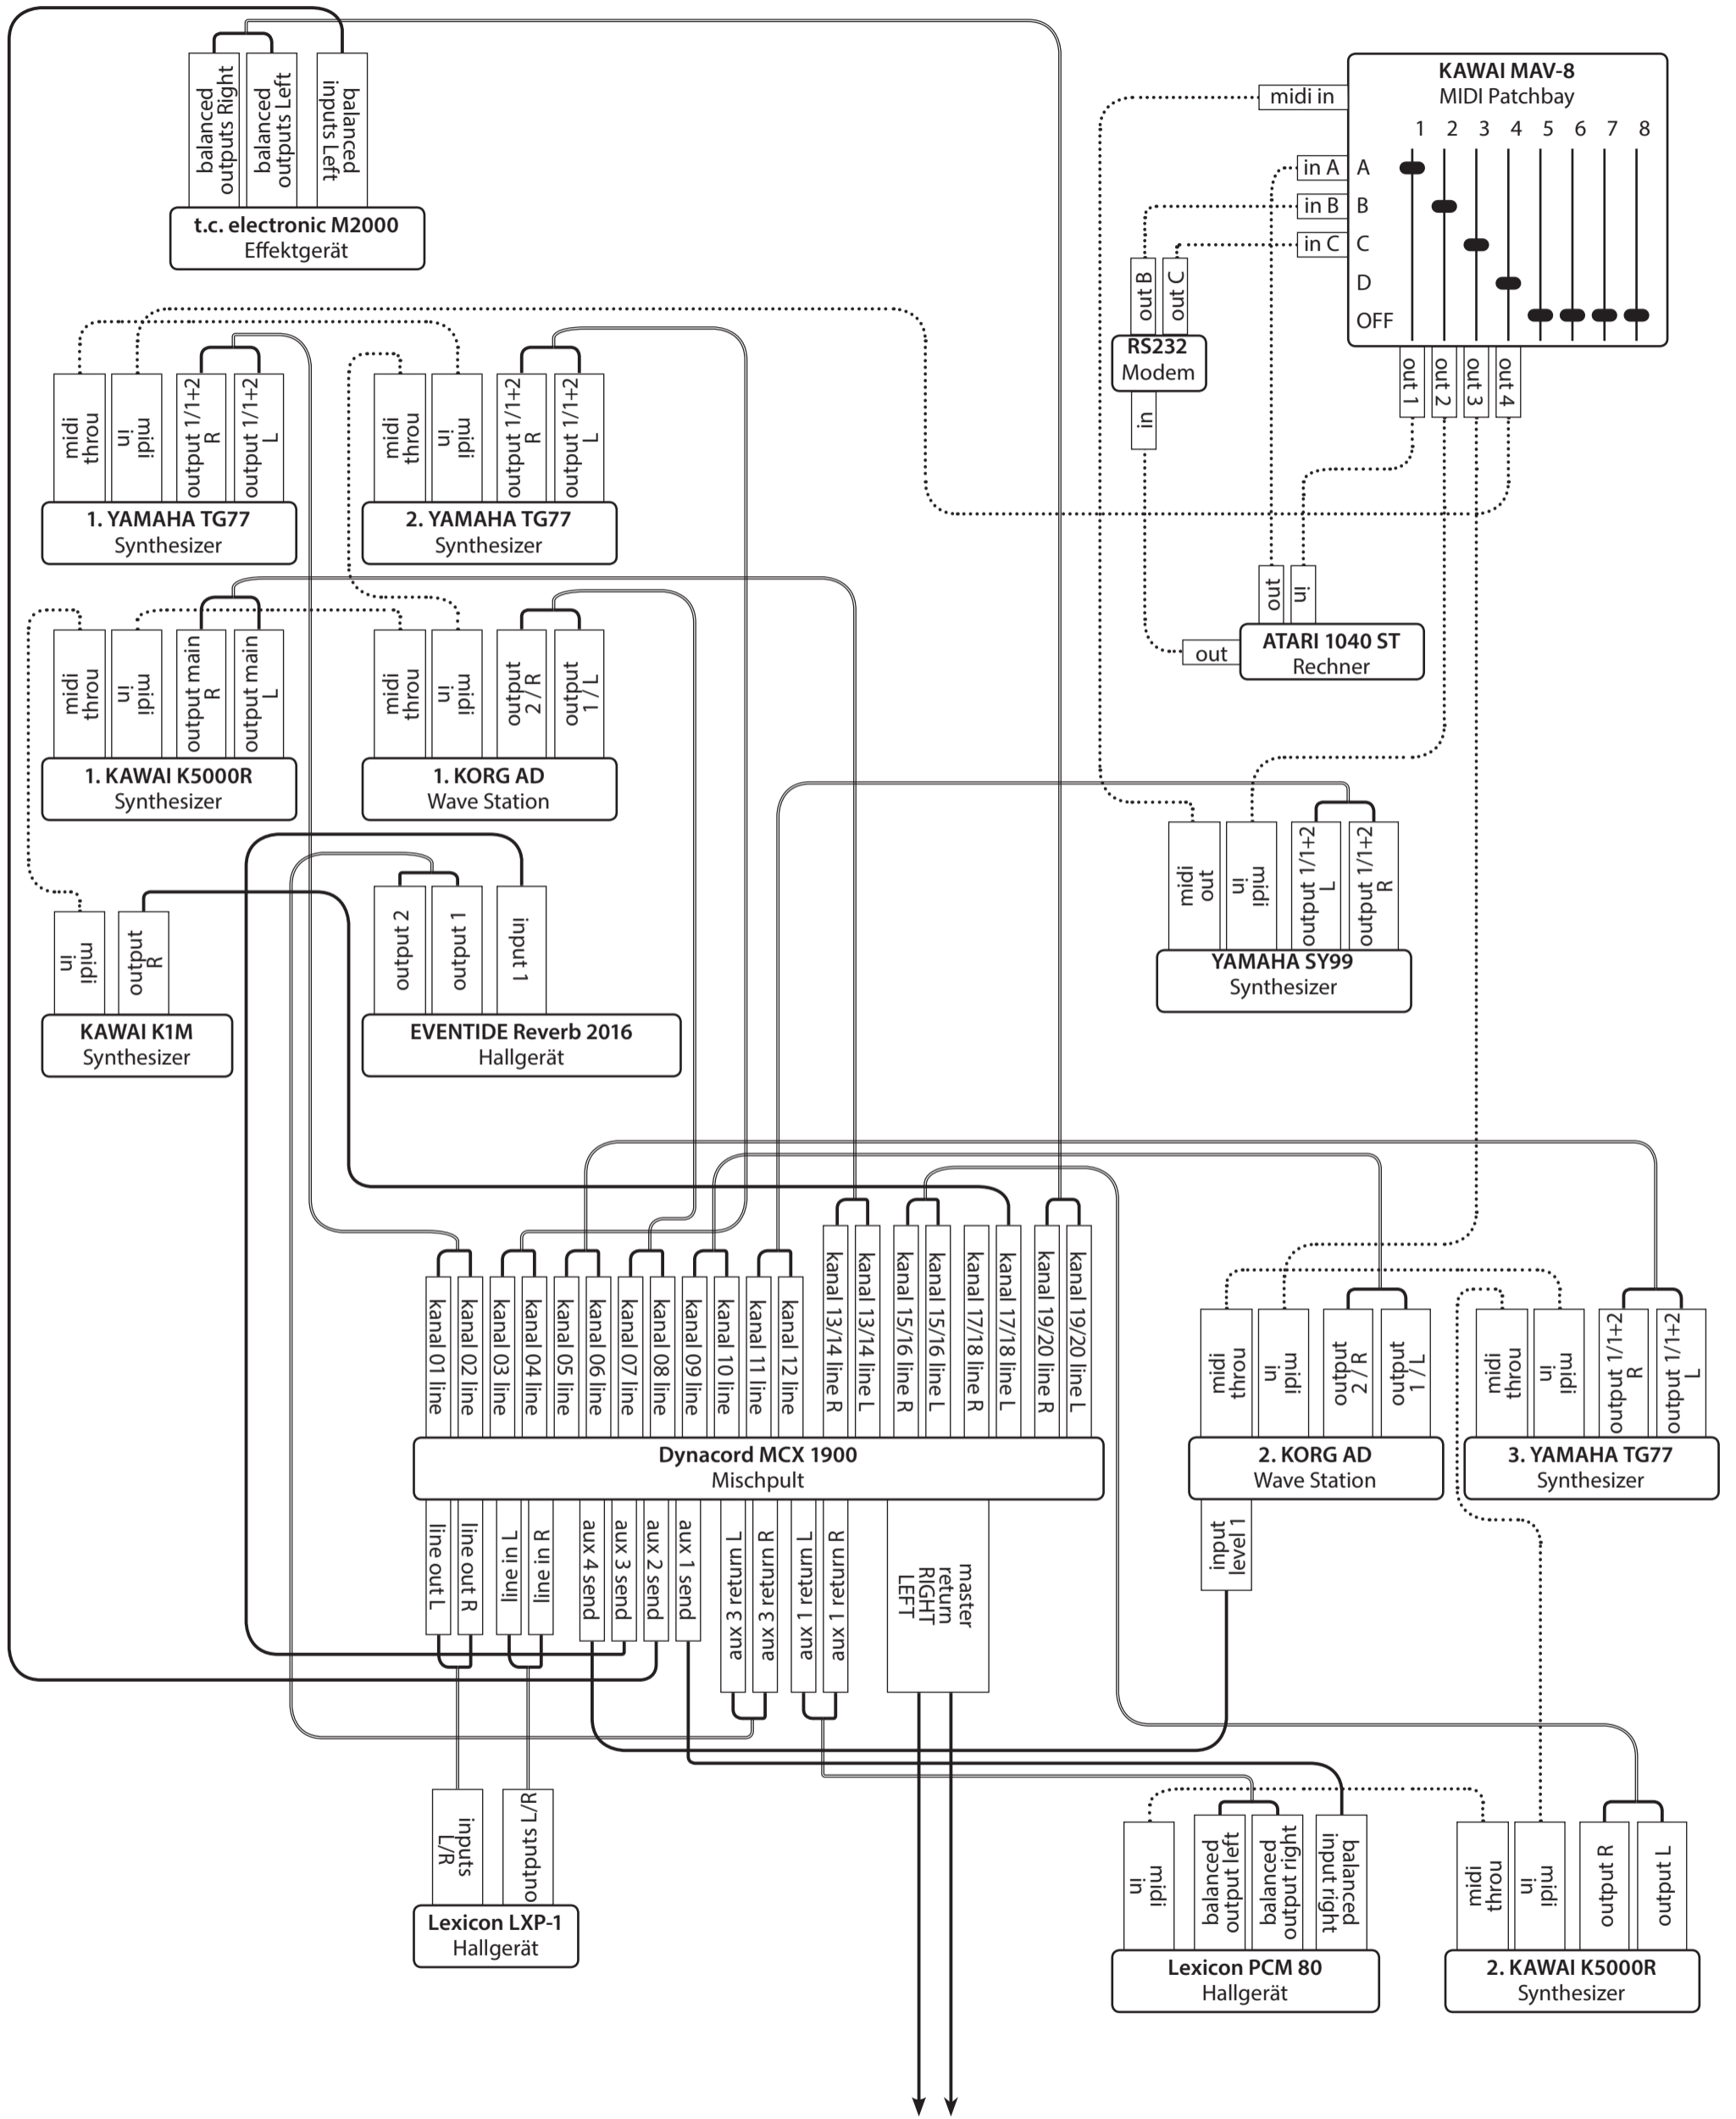 balanced
outputs Right
balanced
outputs Left
balanced
inputs Left
t.c. electronic M2000
Effektgerät
KAWAI MAV-8
MIDI Patchbay
1 2 3 4 5 6 7 8
midi in
in A
A
in B
B
in C
C
D
OFF
out 1
out 2
out 3
out 4
out B
out C
RS232
Modem
in
midi
throu
midi
in
output 1/1+2
R
output 1/1+2
L
1. YAMAHA TG77
Synthesizer
midi
throu
midi
in
output 1/1+2
R
output 1/1+2
L
2. YAMAHA TG77
Synthesizer
out
in
out
ATARI 1040 ST
Rechner
midi
throu
midi
in
output main
R
output main
L
1. KAWAI K5000R
Synthesizer
midi
throu
midi
in
output
2 / R
output
1 / L
1. KORG AD
Wave Station
midi
out
midi
in
output 1/1+2
L
output 1/1+2
R
YAMAHA SY99
Synthesizer
midi
in
output
R
KAWAI K1M
Synthesizer
output 2
output 1
input 1
EVENTIDE Reverb 2016
Hallgerät
kanal 01 line
kanal 02 line
kanal 03 line
kanal 04 line
kanal 05 line
kanal 06 line
kanal 07 line
kanal 08 line
kanal 09 line
kanal 10 line
kanal 11 line
kanal 12 line
kanal 13/14 line R
kanal 13/14 line L
kanal 15/16 line R
kanal 15/16 line L
kanal 17/18 line R
kanal 17/18 line L
kanal 19/20 line R
kanal 19/20 line L
Dynacord MCX 1900
Mischpult
line out L
line out R
line in L
line in R
aux 4 send
aux 3 send
aux 2 send
aux 1 send
aux 3 return L
aux 3 return R
aux 1 return L
aux 1 return R
master
return
RIGHT
LEFT
midi
throu
midi
in
output
2 / R
output
1 / L
2. KORG AD
Wave Station
input
level 1
midi
throu
midi
in
output 1/1+2
R
output 1/1+2
L
3. YAMAHA TG77
Synthesizer
inputs
L/R
outputs L/R
Lexicon LXP-1
Hallgerät
midi
in
balanced
output left
balanced
output right
balanced
input right
Lexicon PCM 80
Hallgerät
midi
throu
midi
in
output R
output L
2. KAWAI K5000R
Synthesizer